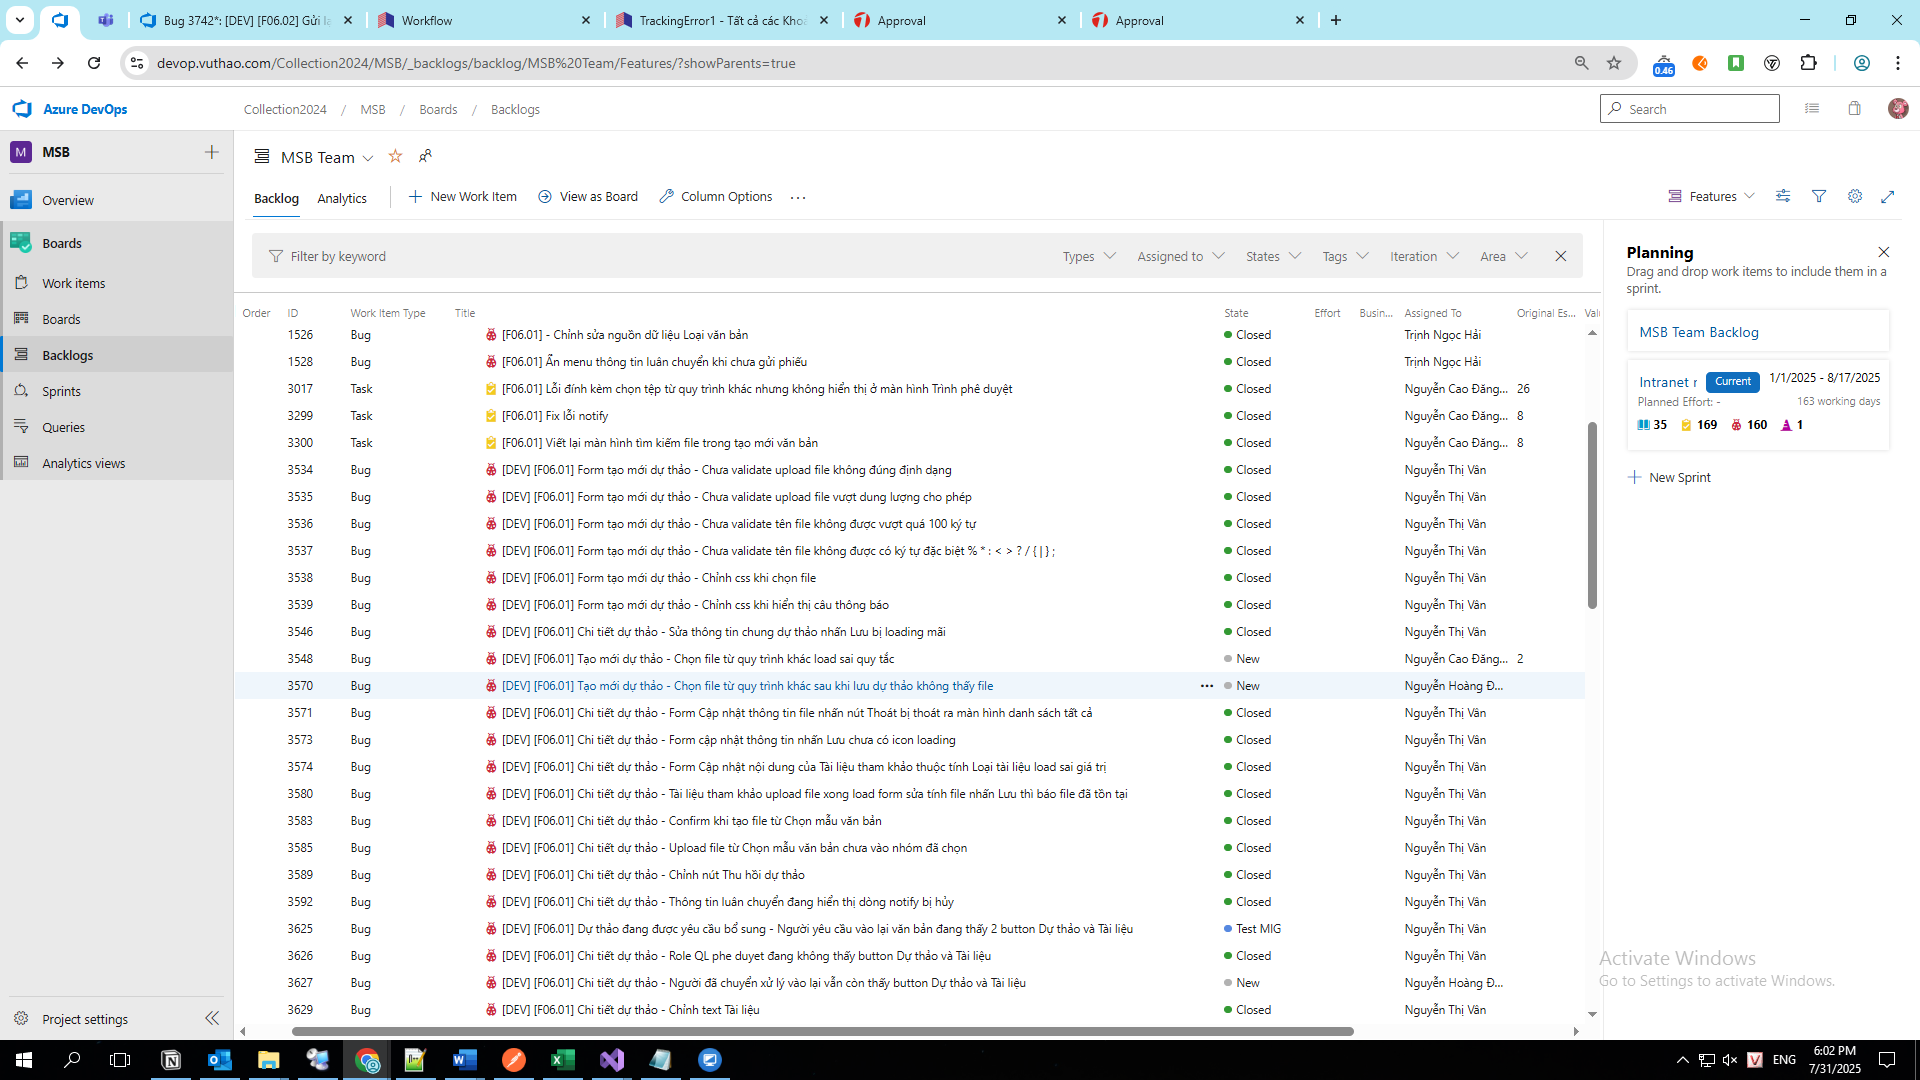 Bug 3742*: [DEV] [F06.02] Gửi lạ
Workflow
TrackingError1 - Tất cả các Khoả
Approval
Approval
devop.vuthao.com/Collection2024/MSB/_backlogs/backlog/MSB%20Team/Features/?showParents=true
0.46
Azure DevOps
Collection2024 / MSB / Boards / Backlogs
Search
M MSB
Overview
Boards
Work items
Boards
Backlogs
Sprints
Queries
Analytics views
Project settings
MSB Team
Backlog Analytics New Work Item View as Board Column Options ...
Features
Filter by keyword Types Assigned to States Tags Iteration Area
Order ID Work Item Type Title State Effort Busin... Assigned To Original Es... Valu
1526 Bug [F06.01] - Chỉnh sửa nguồn dữ liệu Loại văn bản Closed Trịnh Ngọc Hải
1528 Bug [F06.01] Ẩn menu thông tin luân chuyển khi chưa gửi phiếu Closed Trịnh Ngọc Hải
3017 Task [F06.01] Lỗi đính kèm chọn tệp từ quy trình khác nhưng không hiển thị ở màn hình Trình phê duyệt Closed Nguyễn Cao Đăng... 26
3299 Task [F06.01] Fix lỗi notify Closed Nguyễn Cao Đăng... 8
3300 Task [F06.01] Viết lại màn hình tìm kiếm file trong tạo mới văn bản Closed Nguyễn Cao Đăng... 8
3534 Bug [DEV] [F06.01] Form tạo mới dự thảo - Chưa validate upload file không đúng định dạng Closed Nguyễn Thị Vân
3535 Bug [DEV] [F06.01] Form tạo mới dự thảo - Chưa validate upload file vượt dung lượng cho phép Closed Nguyễn Thị Vân
3536 Bug [DEV] [F06.01] Form tạo mới dự thảo - Chưa validate tên file không được vượt quá 100 ký tự Closed Nguyễn Thị Vân
3537 Bug [DEV] [F06.01] Form tạo mới dự thảo - Chưa validate tên file không được có ký tự đặc biệt % * : < > ? / { | } ; Closed Nguyễn Thị Vân
3538 Bug [DEV] [F06.01] Form tạo mới dự thảo - Chỉnh css khi chọn file Closed Nguyễn Thị Vân
3539 Bug [DEV] [F06.01] Form tạo mới dự thảo - Chỉnh css khi hiển thị câu thông báo Closed Nguyễn Thị Vân
3546 Bug [DEV] [F06.01] Chi tiết dự thảo - Sửa thông tin chung dự thảo nhấn Lưu bị loading mãi Closed Nguyễn Thị Vân
3548 Bug [DEV] [F06.01] Tạo mới dự thảo - Chọn file từ quy trình khác load sai quy tắc New Nguyễn Cao Đăng... 2
3570 Bug [DEV] [F06.01] Tạo mới dự thảo - Chọn file từ quy trình khác sau khi lưu dự thảo không thấy file ... New Nguyễn Hoàng Đ...
3571 Bug [DEV] [F06.01] Chi tiết dự thảo - Form Cập nhật thông tin file nhấn nút Thoát bị thoát ra màn hình danh sách tất cả Closed Nguyễn Thị Vân
3573 Bug [DEV] [F06.01] Chi tiết dự thảo - Form cập nhật thông tin nhấn Lưu chưa có icon loading Closed Nguyễn Thị Vân
3574 Bug [DEV] [F06.01] Chi tiết dự thảo - Form Cập nhật nội dung của Tài liệu tham khảo thuộc tính Loại tài liệu load sai giá trị Closed Nguyễn Thị Vân
3580 Bug [DEV] [F06.01] Chi tiết dự thảo - Tài liệu tham khảo upload file xong load form sửa tính file nhấn Lưu thì báo file đã tồn tại Closed Nguyễn Thị Vân
3583 Bug [DEV] [F06.01] Chi tiết dự thảo - Confirm khi tạo file từ Chọn mẫu văn bản Closed Nguyễn Thị Vân
3585 Bug [DEV] [F06.01] Chi tiết dự thảo - Upload file từ Chọn mẫu văn bản chưa vào nhóm đã chọn Closed Nguyễn Thị Vân
3589 Bug [DEV] [F06.01] Chi tiết dự thảo - Chỉnh nút Thu hồi dự thảo Closed Nguyễn Thị Vân
3592 Bug [DEV] [F06.01] Chi tiết dự thảo - Thông tin luân chuyển đang hiển thị dòng notify bị hủy Closed Nguyễn Thị Vân
3625 Bug [DEV] [F06.01] Dự thảo đang được yêu cầu bổ sung - Người yêu cầu vào lại văn bản đang thấy 2 button Dự thảo và Tài liệu Test MIG Nguyễn Thị Vân
3626 Bug [DEV] [F06.01] Chi tiết dự thảo - Role QL phe duyet đang không thấy button Dự thảo và Tài liệu Closed Nguyễn Thị Vân
3627 Bug [DEV] [F06.01] Chi tiết dự thảo - Người đã chuyển xử lý vào lại vẫn còn thấy button Dự thảo và Tài liệu New Nguyễn Hoàng Đ...
3629 Bug [DEV] [F06.01] Chi tiết dự thảo - Chỉnh text Tài liệu Closed Nguyễn Thị Vân
Planning
Drag and drop work items to include them in a
sprint.
MSB Team Backlog
Intranet r Current 1/1/2025 - 8/17/2025
Planned Effort: - 163 working days
35 169 160 1
New Sprint
Activate Windows
Go to Settings to activate Windows.
ENG
6:02 PM
7/31/2025